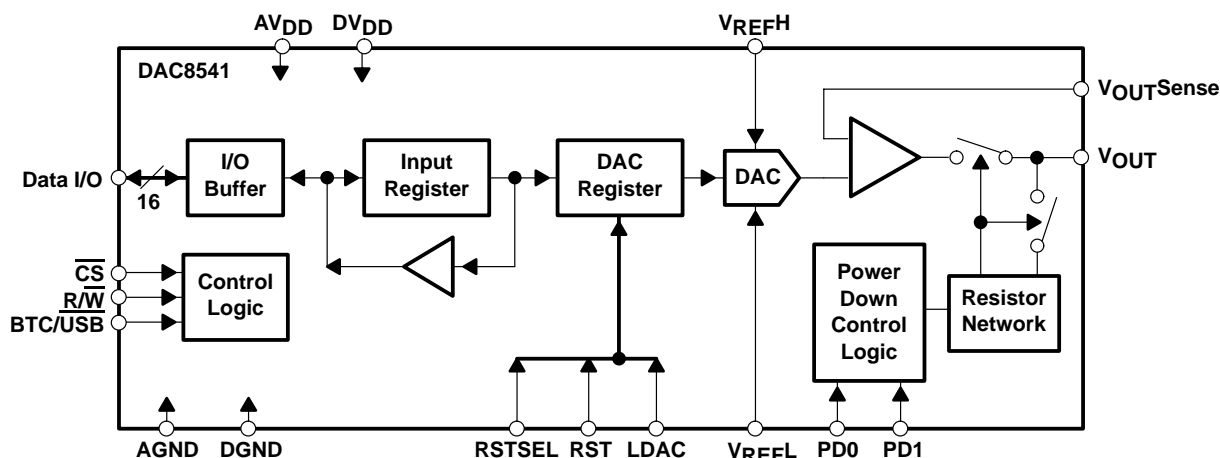 AVDD DVDD VREFH
DAC8541
VOUTSense
I/O Buffer
Input Register
DAC Register
DAC
VOUT
Data I/O
16
CS
R/W
BTC/USB
Control Logic
Power Down Control Logic
Resistor Network
AGND DGND RSTSEL RST LDAC VREFL PD0 PD1